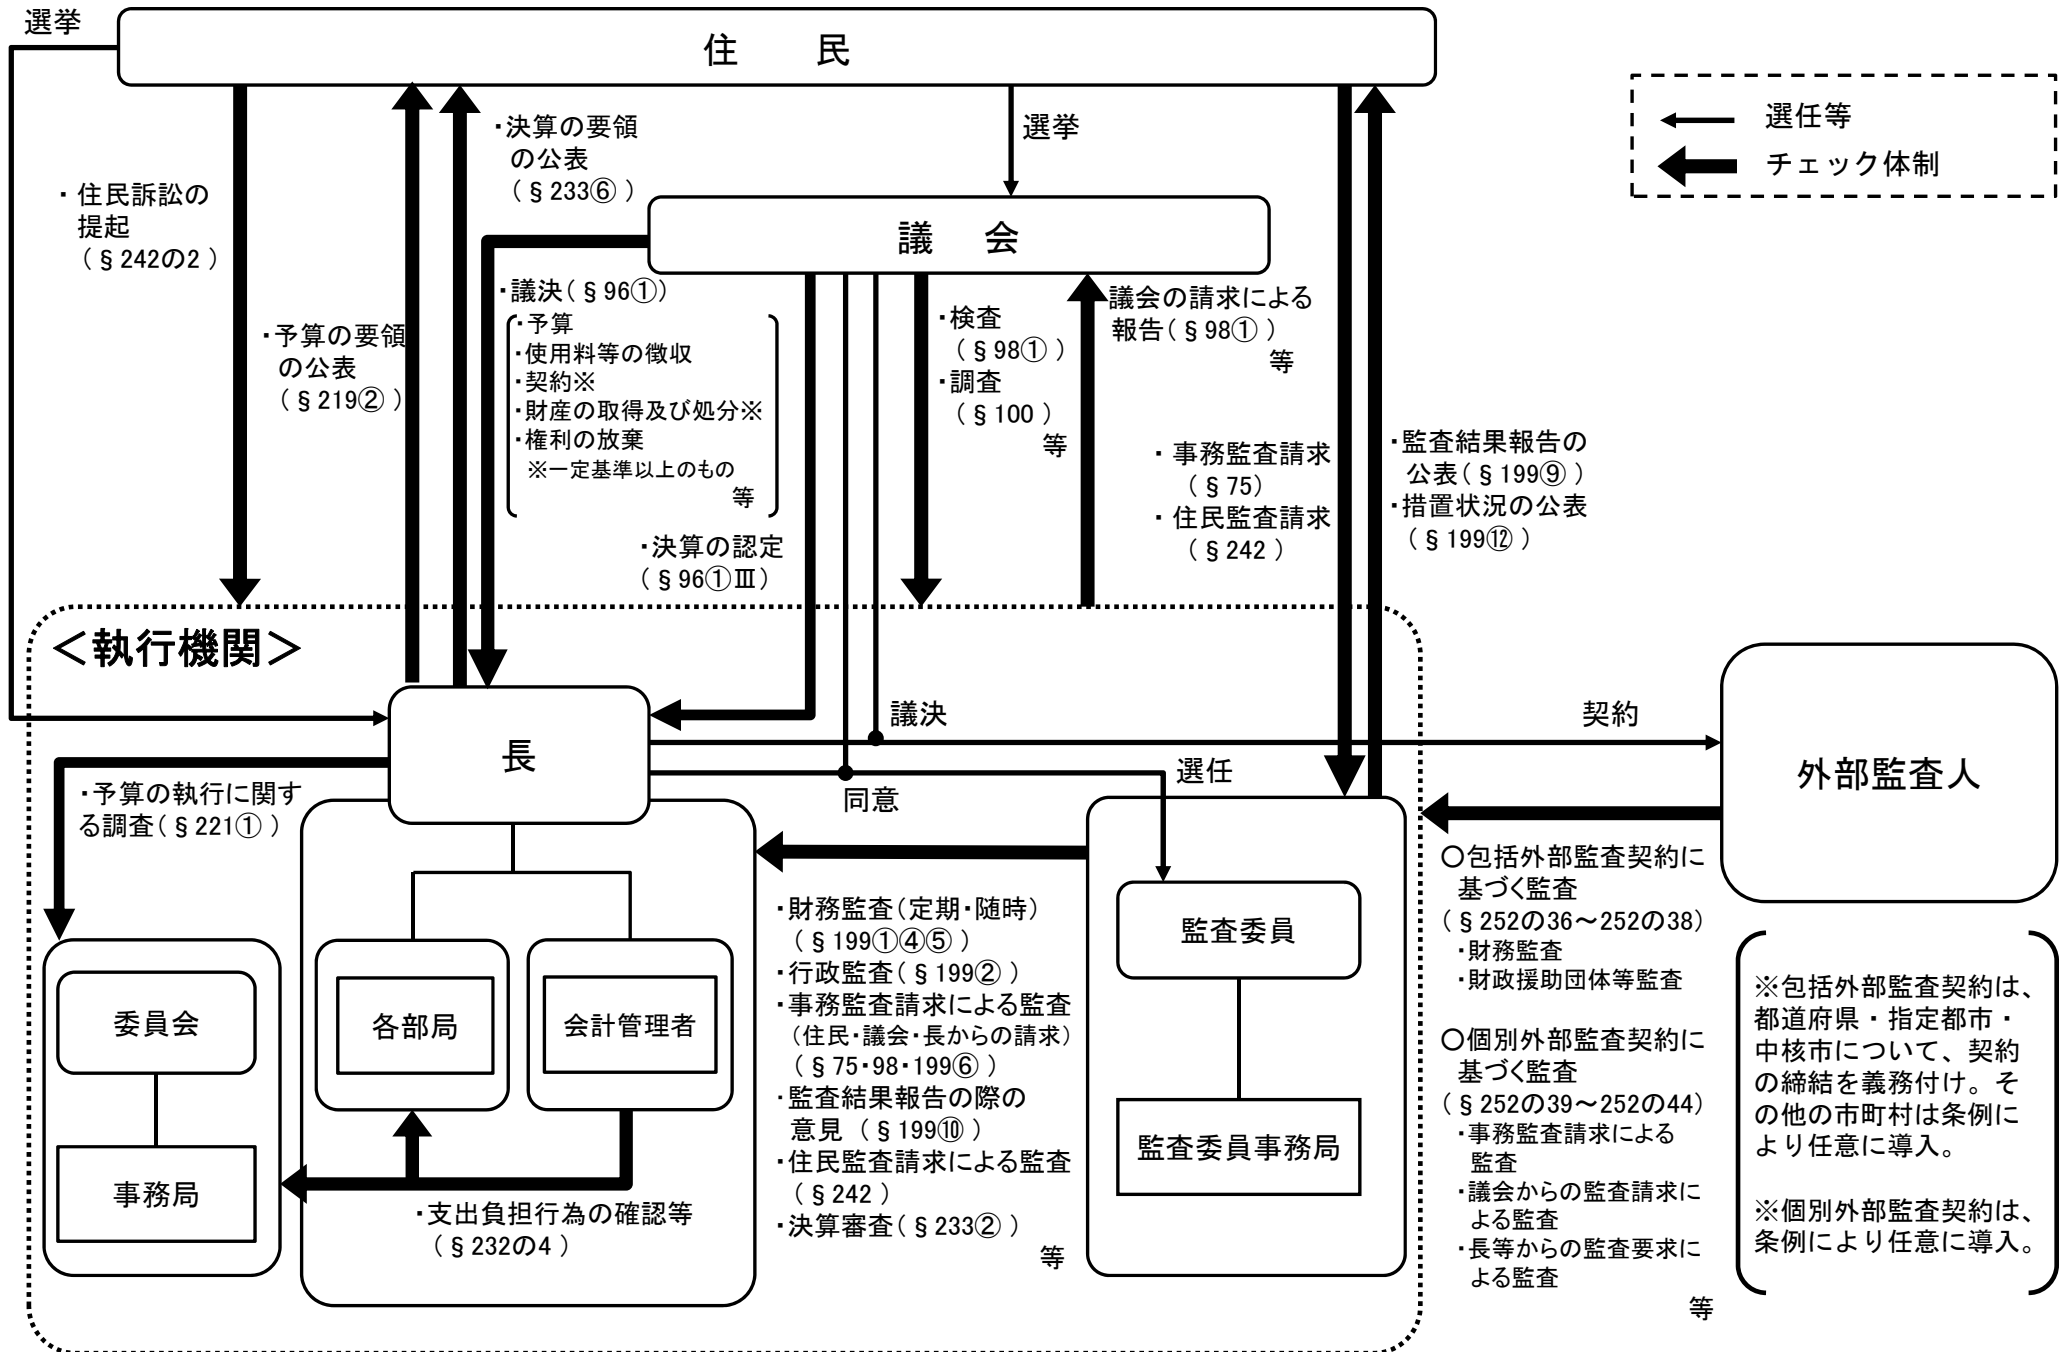 選挙
住　民
選任等
チェック体制
・決算の要領
の公表
（§233⑥）
選挙
・住民訴訟の
提起
（§242の2）
議　会
・予算の要領
の公表
（§219②）
・議決（§96①）
・予算
・使用料等の徴収
・契約※
・財産の取得及び処分※
・権利の放棄
※一定基準以上のもの
等
・検査
（§98①）
・調査
（§100）
等
議会の請求による
報告（§98①）
等
・決算の認定
（§96①Ⅲ）
・事務監査請求
（§75）
・住民監査請求
（§242）
・監査結果報告の
公表（§199⑨）
・措置状況の公表
（§199⑫）
＜執行機関＞
長
議決
契約
同意
選任
外部監査人
・予算の執行に関す
る調査（§221①）
委員会
事務局
各部局
会計管理者
・支出負担行為の確認等
（§232の4）
・財務監査（定期・随時）
（§199①④⑤）
・行政監査（§199②）
・事務監査請求による監査
（住民・議会・長からの請求）
（§75・98・199⑥）
・監査結果報告の際の
意見（§199⑩）
・住民監査請求による監査
（§242）
・決算審査（§233②）
等
監査委員
監査委員事務局
○包括外部監査契約に
基づく監査
（§252の36～252の38）
・財務監査
・財政援助団体等監査
○個別外部監査契約に
基づく監査
（§252の39～252の44）
・事務監査請求による
監査
・議会からの監査請求に
よる監査
・長等からの監査要求に
よる監査
等
※包括外部監査契約は、
都道府県・指定都市・
中核市について、契約
の締結を義務付け。そ
の他の市町村は条例に
より任意に導入。
※個別外部監査契約は、
条例により任意に導入。